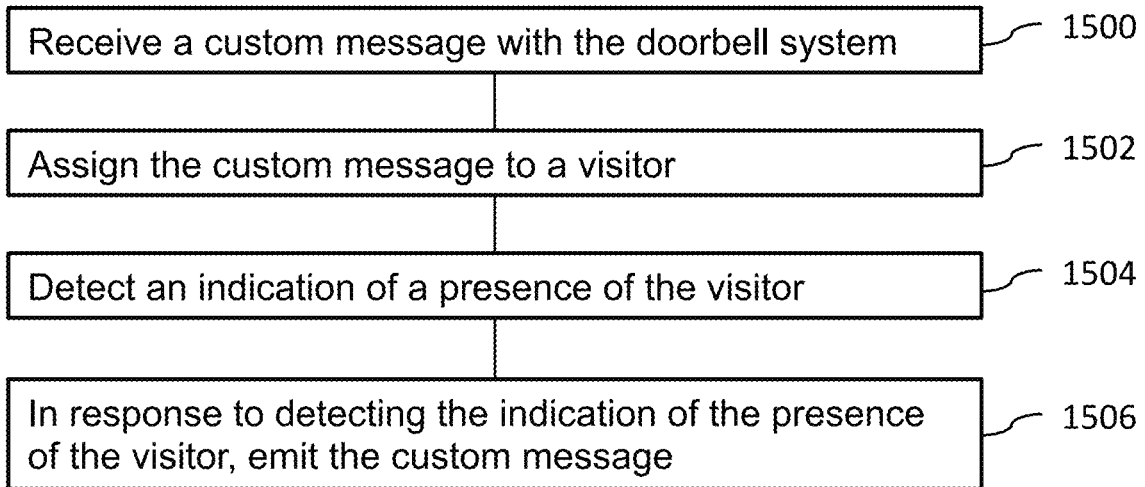 Receive a custom message with the doorbell system
1500
Assign the custom message to a visitor
1502
Detect an indication of a presence of the visitor
1504
In response to detecting the indication of the presence
of the visitor, emit the custom message
1506